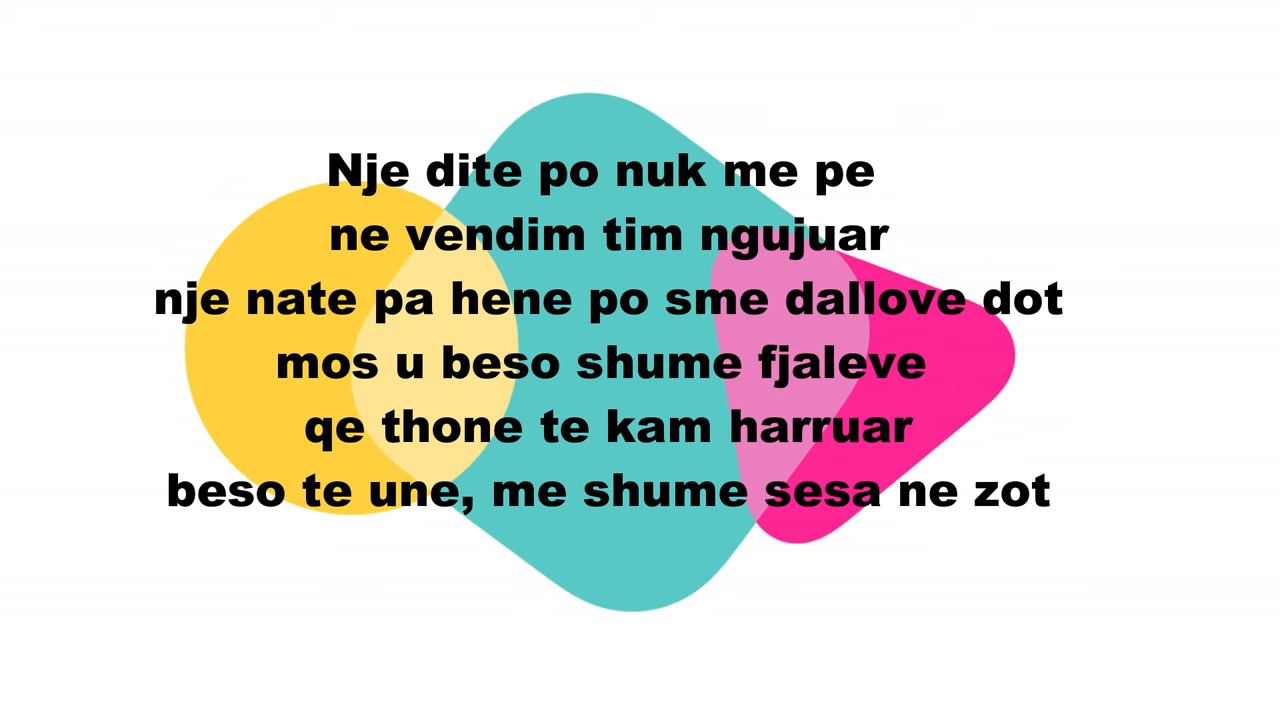 Nje dite po nuk me pe
ne vendim tim ngujuar
nje nate pa hene po sme dallove dot
mos u beso shume fjaleve
qe thone te kam harruar
beso te une, me shume sesa ne zot